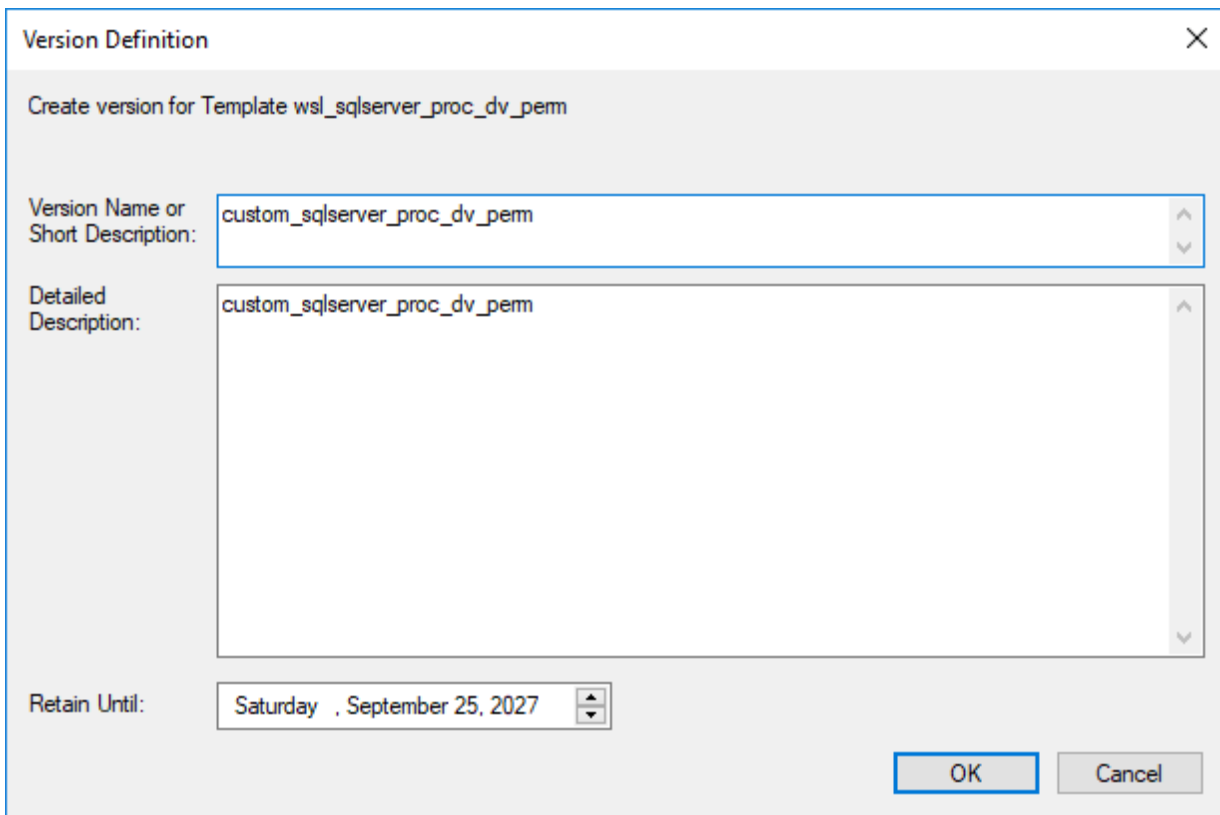 Version Definition
Create version for Template wsl_sqlserver_proc_dv_perm
Version Name or
Short Description:
custom_sqlserver_proc_dv_perm
Detailed
Description:
custom_sqlserver_proc_dv_perm
Retain Until:
Saturday , September 25, 2027
OK
Cancel